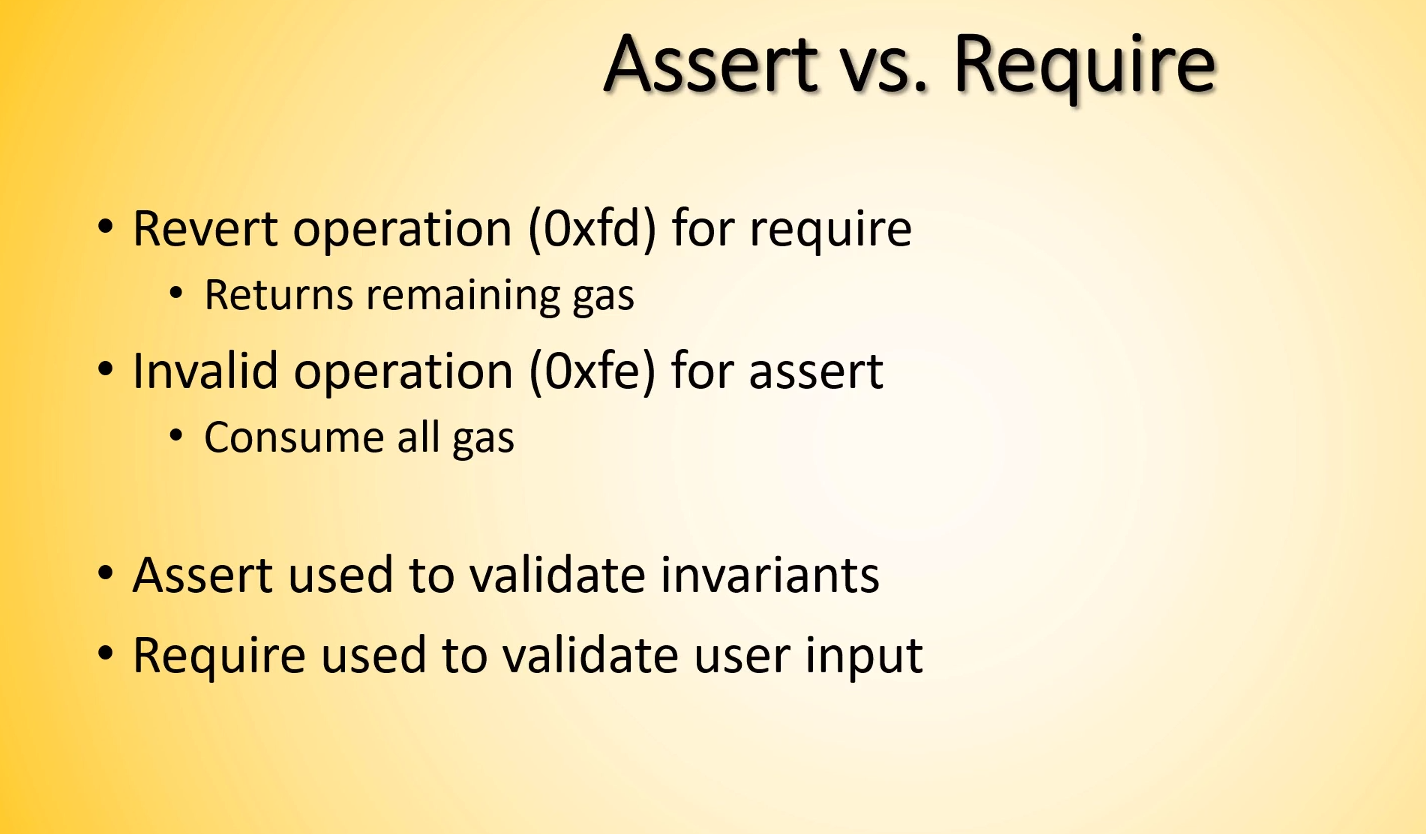 Assert vs. Require
• Revert operation (0xfd) for require
• Returns remaining gas
• Invalid operation (0xfe) for assert
• Consume all gas
• Assert used to validate invariants
• Require used to validate user input